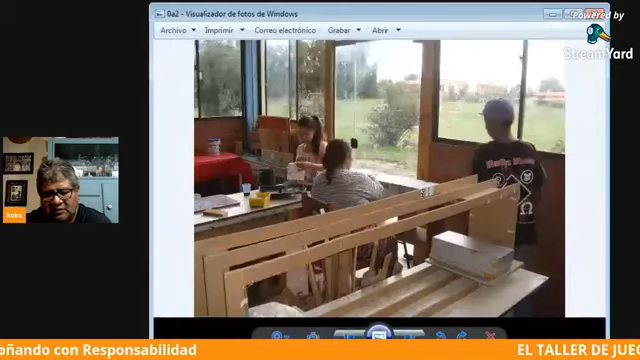 0a2 - Visualizador de fotos de Windows
Archivo Imprimir Correo electrónico Grabar Abrir
Powered by
StreamYard
koko
oñando con Responsabilidad
EL TALLER DE JUEG